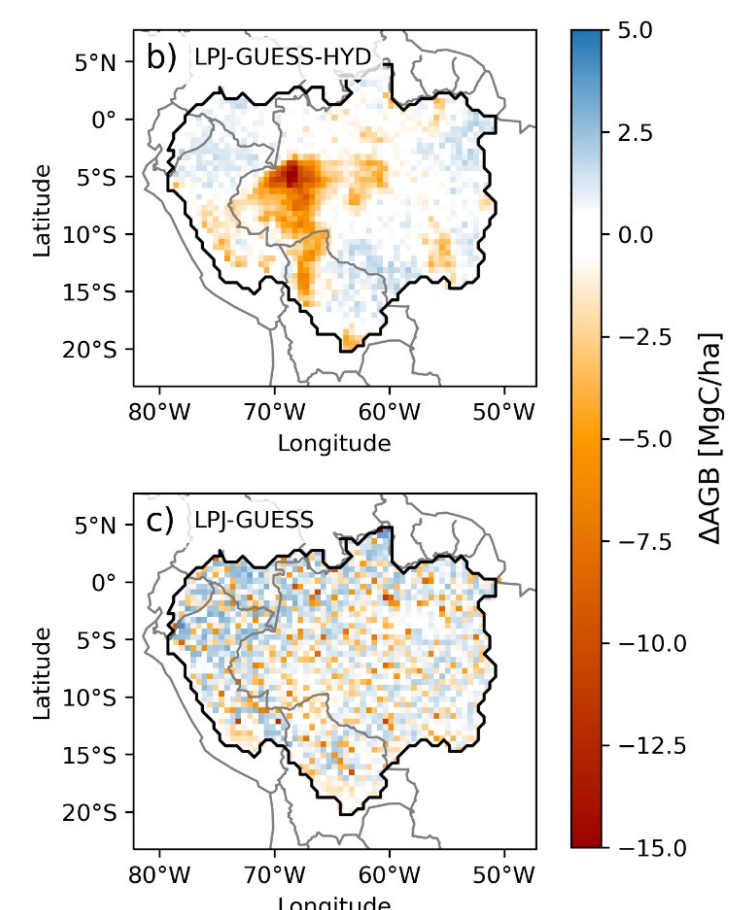 b) LPJ-GUESS-HYD
5°N
0°
5°S
10°S
15°S
20°S
Latitude
80°W 70°W 60°W 50°W
Longitude
c) LPJ-GUESS
5°N
0°
5°S
10°S
15°S
20°S
Latitude
80°W 70°W 60°W 50°W
Longitude
5.0
2.5
0.0
−2.5
−5.0
−7.5
−10.0
−12.5
−15.0
ΔAGB [MgC/ha]